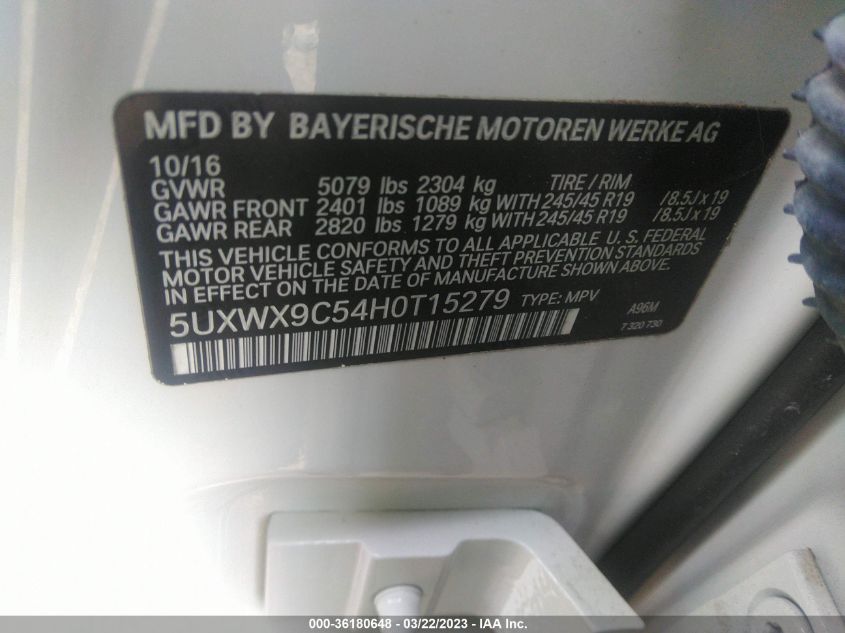 MFD BY BAYERISCHE MOTOREN WERKE AG
10/16
GVWR 5079 lbs 2304 kg TIRE / RIM
GAWR FRONT 2401 lbs 1089 kg WITH 245/45 R19 /8.5J x 19
GAWR REAR 2820 lbs 1279 kg WITH 245/45 R19 /8.5J x 19
THIS VEHICLE CONFORMS TO ALL APPLICABLE U. S. FEDERAL
MOTOR VEHICLE SAFETY AND THEFT PREVENTION STANDARDS
IN EFFECT ON THE DATE OF MANUFACTURE SHOWN ABOVE.
5UXWX9C54H0T15279 TYPE: MPV A96M
7 320 730
000-36180648 - 03/22/2023 - IAA Inc.